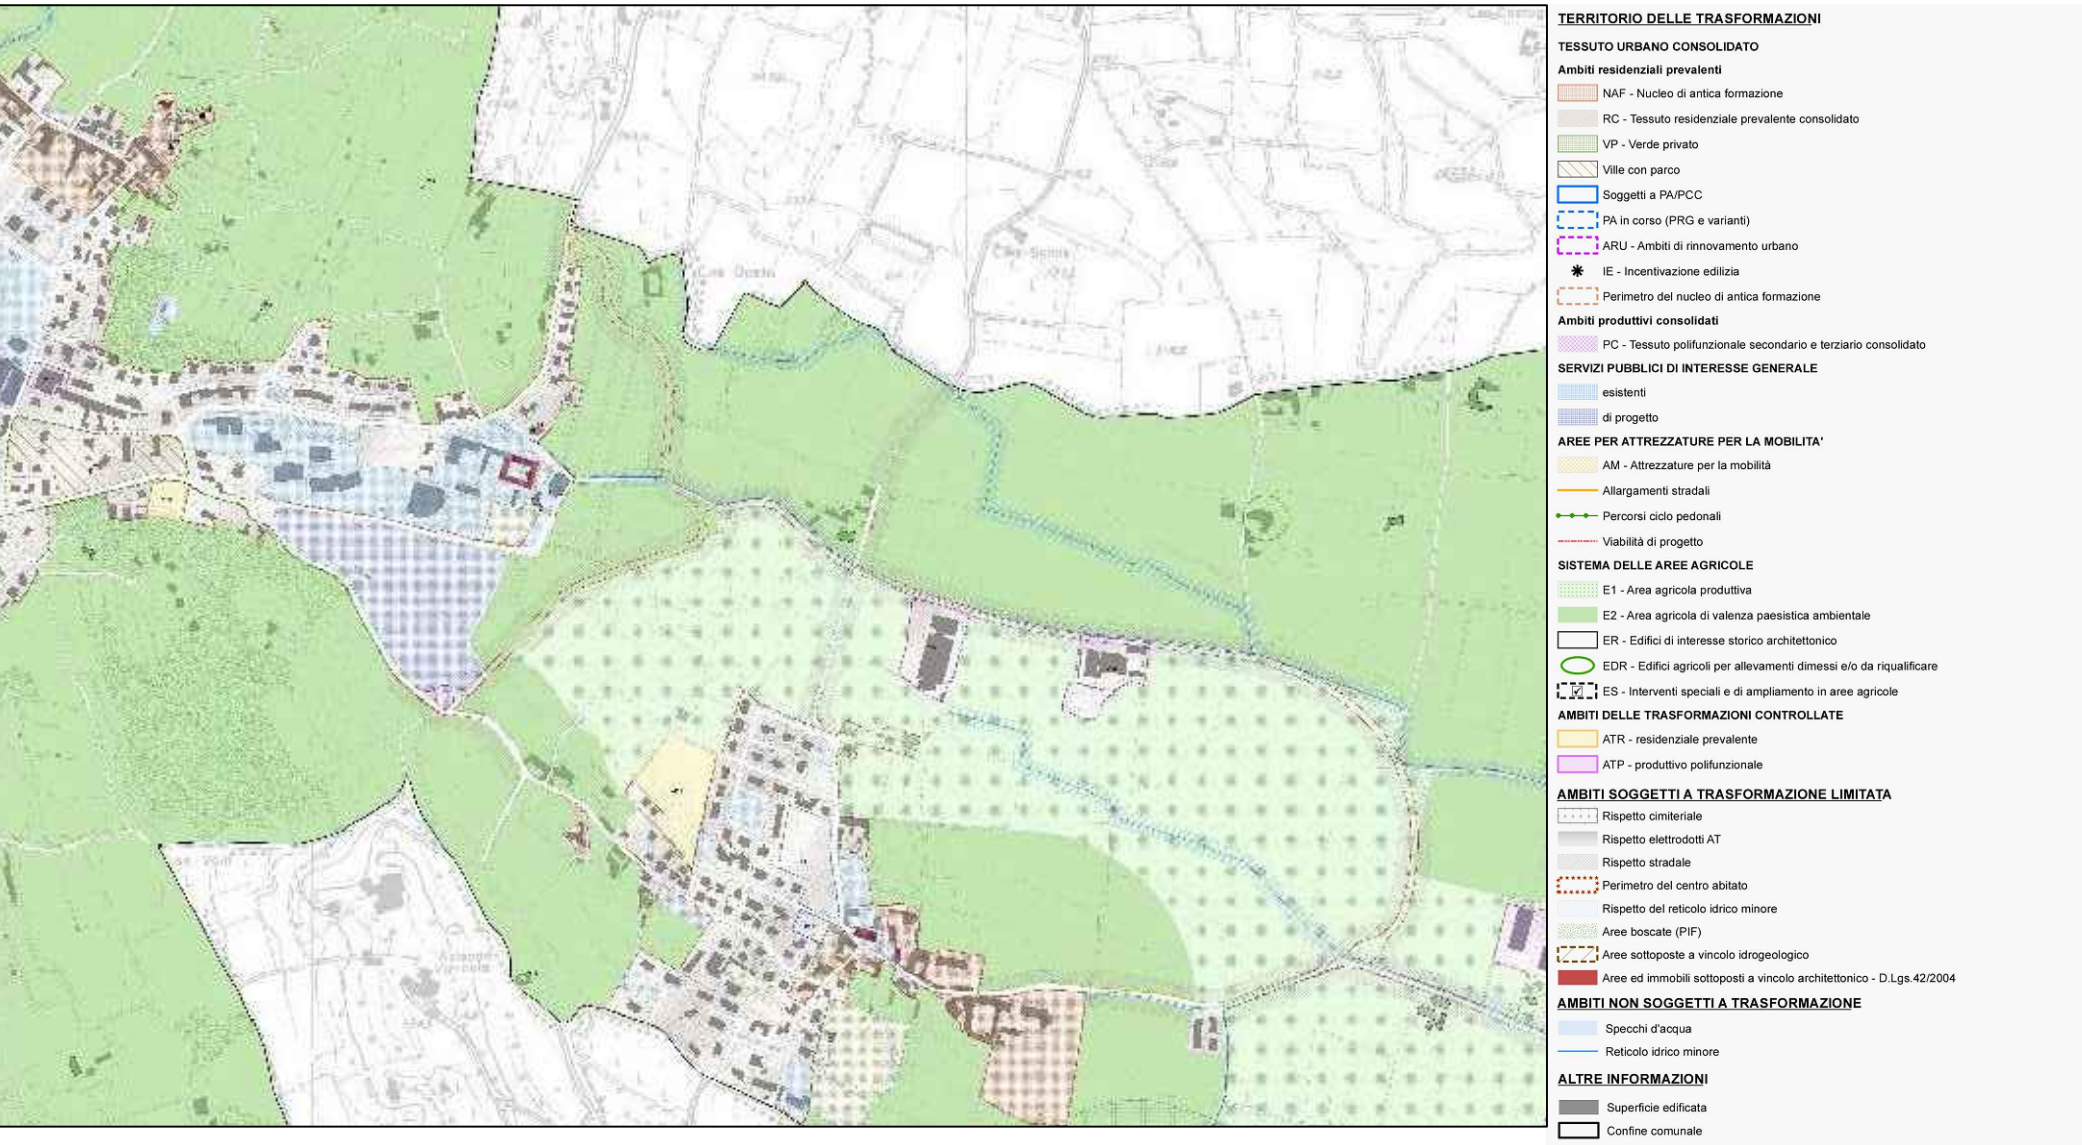 TERRITORIO DELLE TRASFORMAZIONI
TESSUTO URBANO CONSOLIDATO
Ambiti residenziali prevalenti
NAF - Nucleo di antica formazione
RC - Tessuto residenziale prevalente consolidato
VP - Verde privato
Ville con parco
Soggetti a PA/PCC
PA in corso (PRG e varianti)
ARU - Ambiti di rinnovamento urbano
IE - Incentivazione edilizia
Perimetro del nucleo di antica formazione
Ambiti produttivi consolidati
PC - Tessuto polifunzionale secondario e terziario consolidato
SERVIZI PUBBLICI DI INTERESSE GENERALE
esistenti
di progetto
AREE PER ATTREZZATURE PER LA MOBILITA'
AM - Attrezzature per la mobilità
Allargamenti stradali
Percorsi ciclo pedonali
Viabilità di progetto
SISTEMA DELLE AREE AGRICOLE
E1 - Area agricola produttiva
E2 - Area agricola di valenza paesistica ambientale
ER - Edifici di interesse storico architettonico
EDR - Edifici agricoli per allevamenti dimessi e/o da riqualificare
ES - Interventi speciali e di ampliamento in aree agricole
AMBITI DELLE TRASFORMAZIONI CONTROLLATE
ATR - residenziale prevalente
ATP - produttivo polifunzionale
AMBITI SOGGETTI A TRASFORMAZIONE LIMITATA
Rispetto cimiteriale
Rispetto elettrodotti AT
Rispetto stradale
Perimetro del centro abitato
Rispetto del reticolo idrico minore
Aree boscate (PIF)
Aree sottoposte a vincolo idrogeologico
Aree ed immobili sottoposti a vincolo architettonico - D.Lgs.42/2004
AMBITI NON SOGGETTI A TRASFORMAZIONE
Specchi d'acqua
Reticolo idrico minore
ALTRE INFORMAZIONI
Superficie edificata
Confine comunale